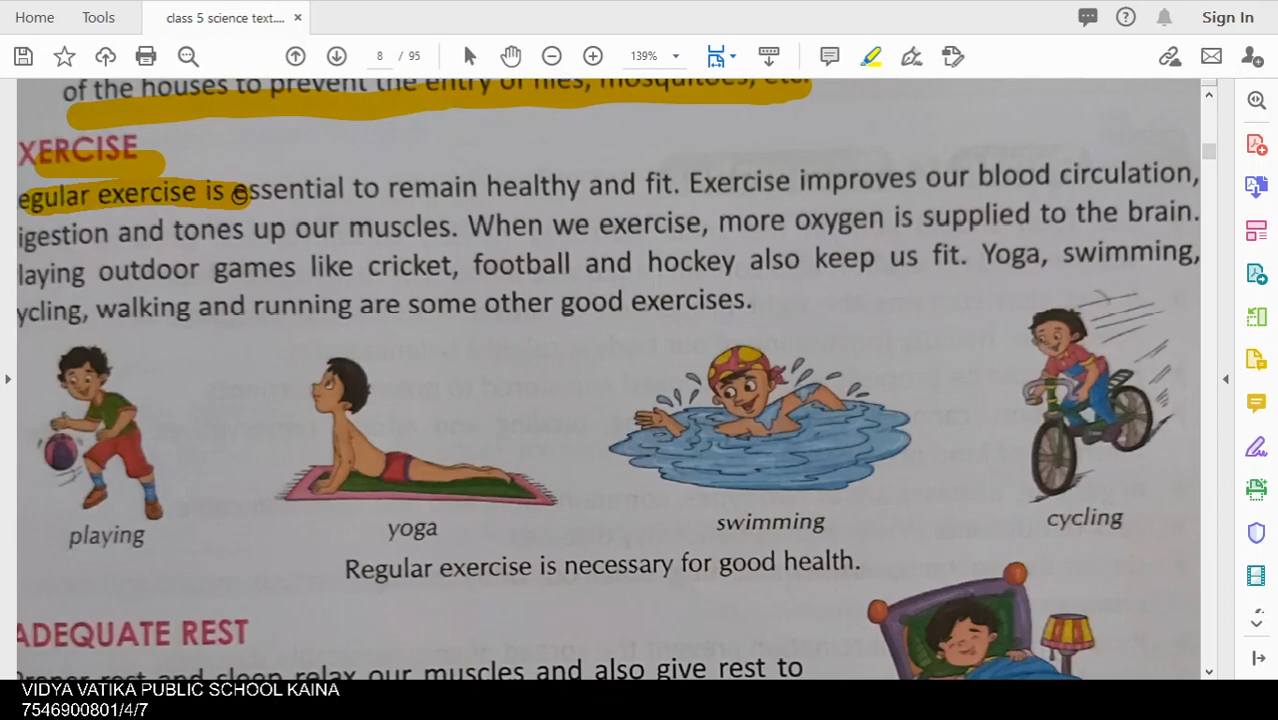 Home Tools class 5 science text.... × Sign In
8 / 95 139%
of the houses to prevent the entry of flies, mosquitoes, etc.
XERCISE
egular exercise is essential to remain healthy and fit. Exercise improves our blood circulation,
igestion and tones up our muscles. When we exercise, more oxygen is supplied to the brain.
laying outdoor games like cricket, football and hockey also keep us fit. Yoga, swimming,
ycling, walking and running are some other good exercises.
playing
yoga
swimming
cycling
Regular exercise is necessary for good health.
ADEQUATE REST
Proper rest and sleep relax our muscles and also give rest to
VIDYA VATIKA PUBLIC SCHOOL KAINA
7546900801/4/7